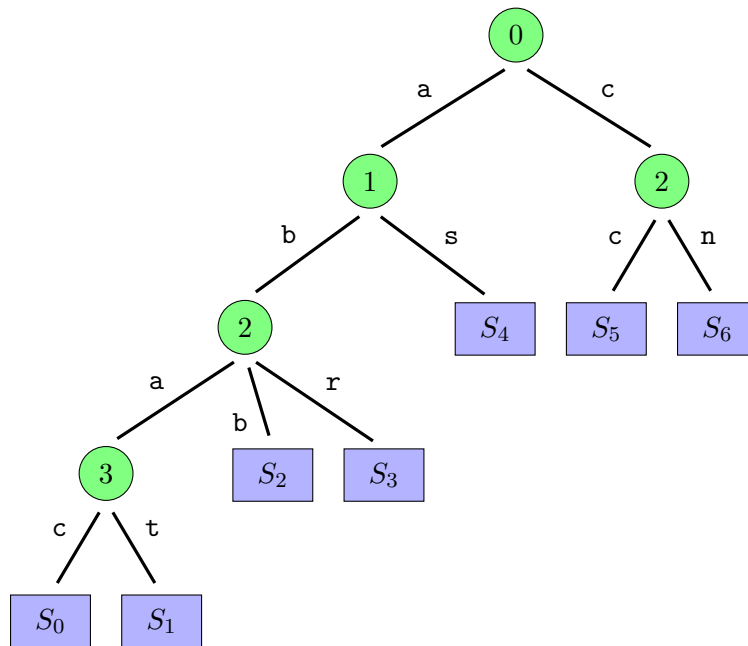 0
a c
1 2
b s c n
2 S₄ S₅ S₆
a b r
3 S₂ S₃
c t
S₀ S₁